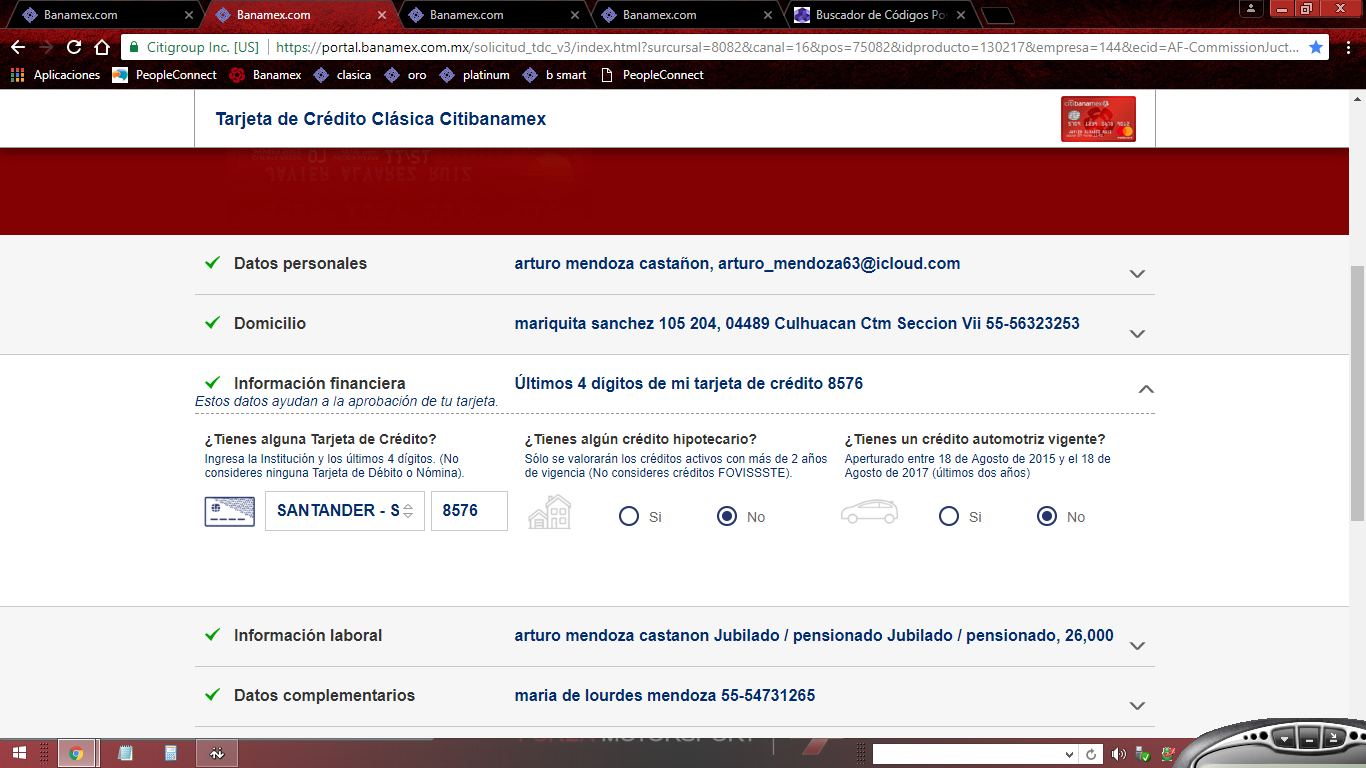 Banamex.com
Banamex.com
Banamex.com
Banamex.com
Buscador de Códigos Po
Citigroup Inc. [US]
https://portal.banamex.com.mx/solicitud_tdc_v3/index.html?surcursal=8082&canal=16&pos=75082&idproducto=130217&empresa=144&ecid=AF-CommissionJuct...
Aplicaciones
PeopleConnect
Banamex
clasica
oro
platinum
b smart
PeopleConnect
Tarjeta de Crédito Clásica Citibanamex
citibanamex
JAVIER ALVAREZ RUIZ
Datos personales
arturo mendoza castañon, arturo_mendoza63@icloud.com
Domicilio
mariquita sanchez 105 204, 04489 Culhuacan Ctm Seccion Vii 55-56323253
Información financiera
Últimos 4 dígitos de mi tarjeta de crédito 8576
Estos datos ayudan a la aprobación de tu tarjeta.
¿Tienes alguna Tarjeta de Crédito?
Ingresa la Institución y los últimos 4 dígitos. (No
consideres ninguna Tarjeta de Débito o Nómina).
SANTANDER - S
8576
¿Tienes algún crédito hipotecario?
Sólo se valorarán los créditos activos con más de 2 años
de vigencia (No consideres créditos FOVISSSTE).
Si
No
¿Tienes un crédito automotriz vigente?
Aperturado entre 18 de Agosto de 2015 y el 18 de
Agosto de 2017 (últimos dos años)
Si
No
Información laboral
arturo mendoza castanon Jubilado / pensionado Jubilado / pensionado, 26,000
Datos complementarios
maria de lourdes mendoza 55-54731265
MOTORSPORT